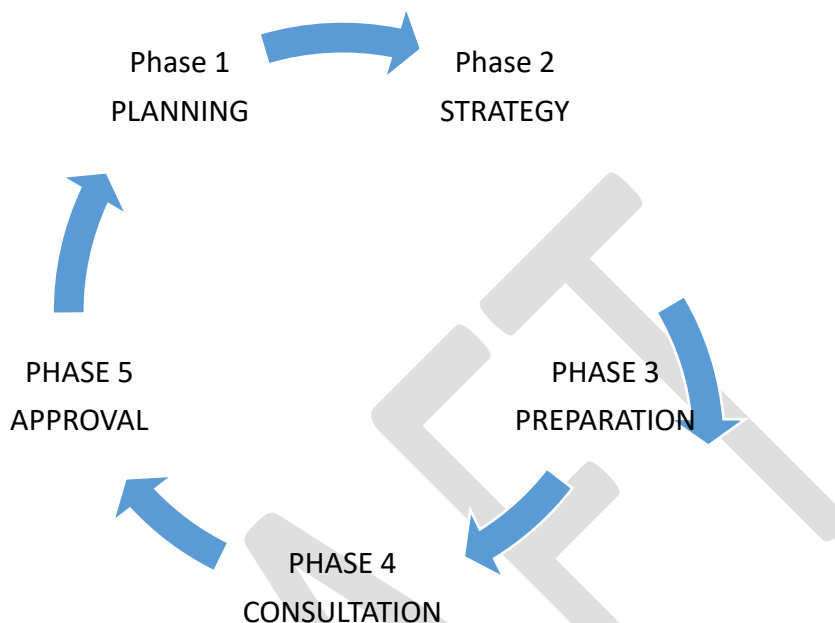 Phase 1
PLANNING
Phase 2
STRATEGY
PHASE 3
PREPARATION
PHASE 4
CONSULTATION
PHASE 5
APPROVAL